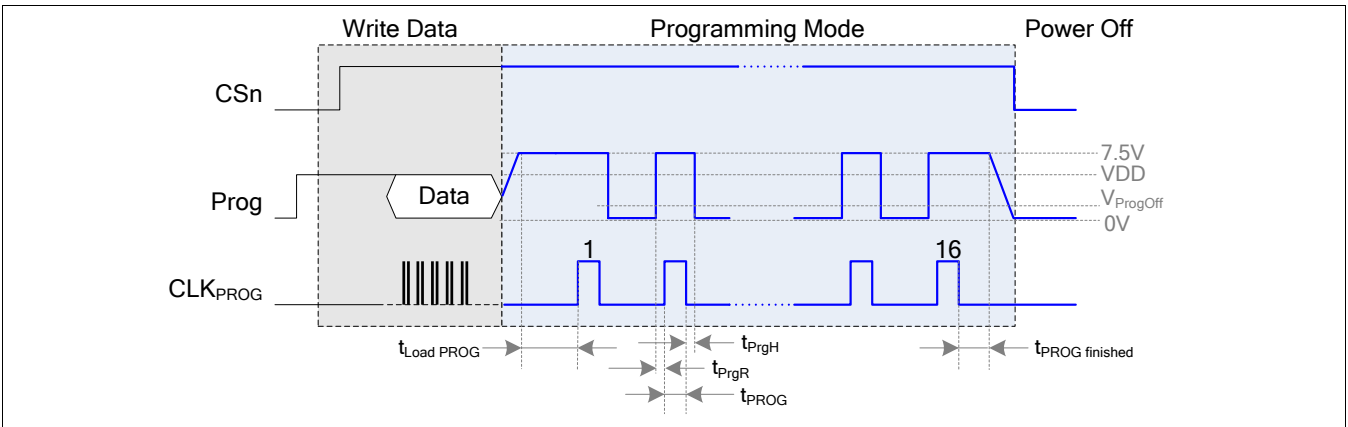 Write Data Programming Mode Power Off
CSn
7.5V
VDD
Prog Data
VProgOff
0V
1 16
CLKPROG
tLoad PROG tPrgH tPROG finished
tPrgR
tPROG